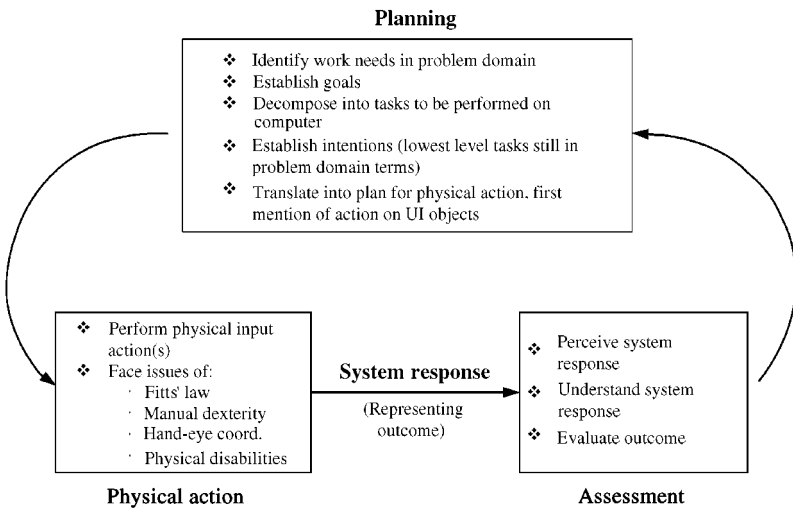 Planning
❖ Identify work needs in problem domain
❖ Establish goals
❖ Decompose into tasks to be performed on
computer
❖ Establish intentions (lowest level tasks still in
problem domain terms)
❖ Translate into plan for physical action, first
mention of action on UI objects
❖ Perform physical input
action(s)
❖ Face issues of:
· Fitts' law
· Manual dexterity
· Hand-eye coord.
· Physical disabilities
Physical action
System response
(Representing
outcome)
❖ Perceive system
response
❖ Understand system
response
❖ Evaluate outcome
Assessment